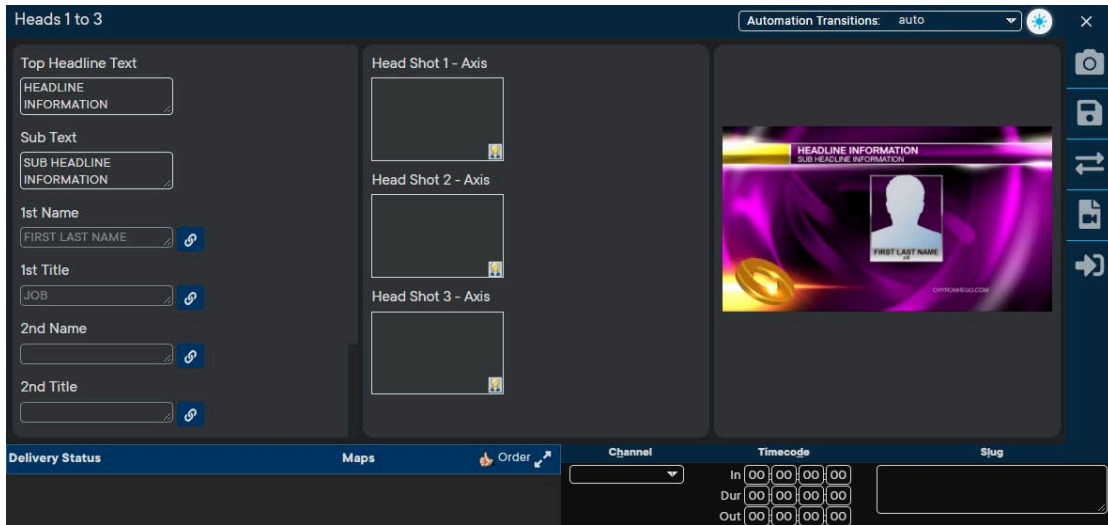 Heads 1 to 3
Automation Transitions: auto
Top Headline Text
HEADLINE
INFORMATION
Sub Text
SUB HEADLINE
INFORMATION
1st Name
FIRST LAST NAME
1st Title
JOB
2nd Name
2nd Title
Head Shot 1 - Axis
Head Shot 2 - Axis
Head Shot 3 - Axis
HEADLINE INFORMATION
SUB HEADLINE INFORMATION
FIRST LAST NAME
JOB
CHYRONHEGO.COM
Delivery Status Maps Order
Channel Timecode Slug
In 00:00:00:00
Dur 00:00:00:00
Out 00:00:00:00